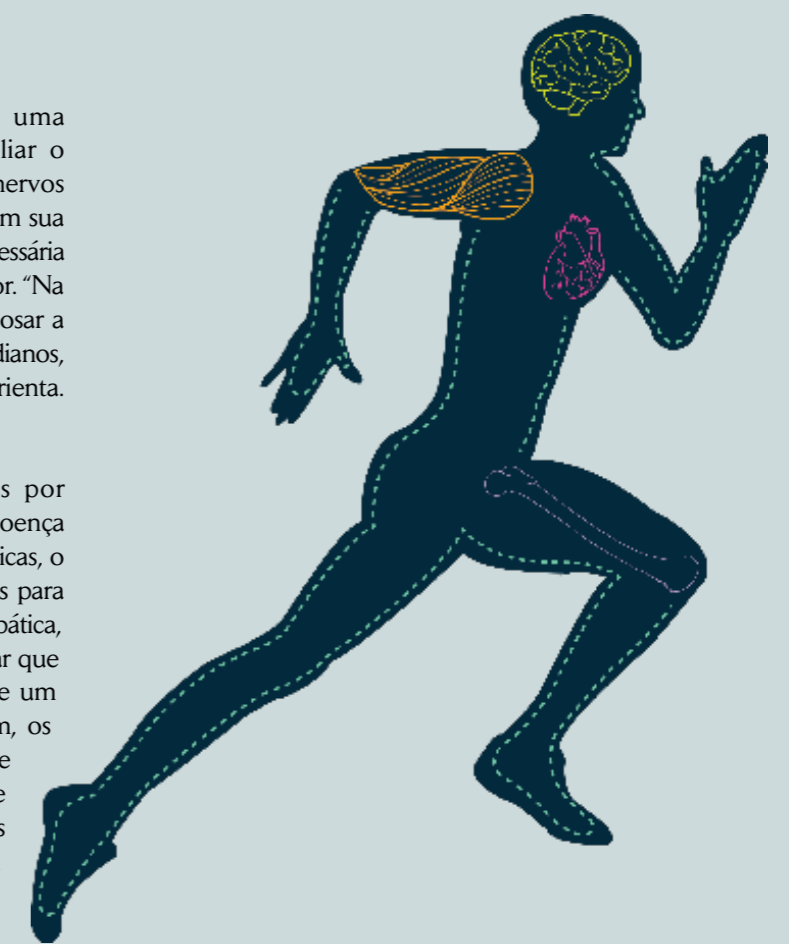 uma
liar o
nervos
m sua
essária
or. “Na
osar a
dianos,
rienta.
s por
oença
icas, o
s para
pática,
ar que
e um
n, os
e
e
s